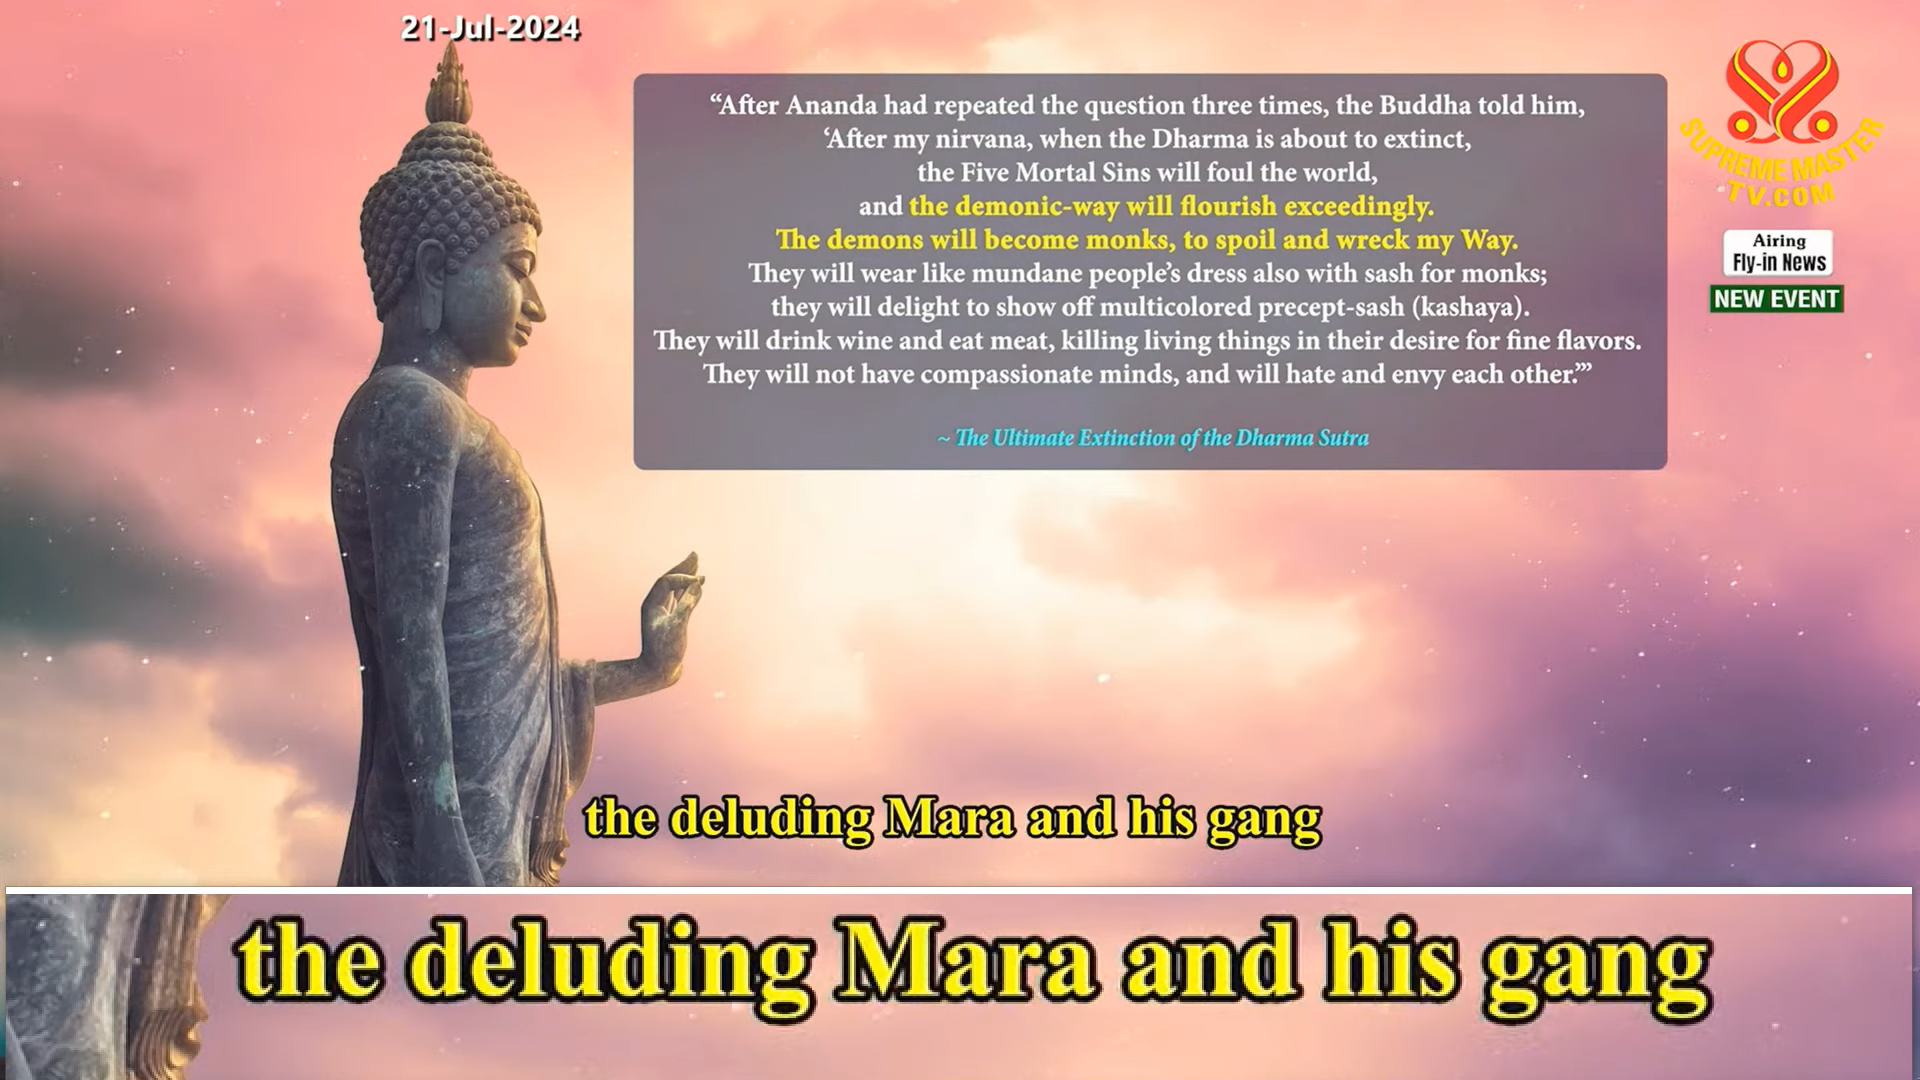 21-Jul-2024
“After Ananda had repeated the question three times, the Buddha told him,
‘After my nirvana, when the Dharma is about to extinct,
the Five Mortal Sins will foul the world,
and the demonic-way will flourish exceedingly.
The demons will become monks, to spoil and wreck my Way.
They will wear like mundane people’s dress also with sash for monks;
they will delight to show off multicolored precept-sash (kashaya).
They will drink wine and eat meat, killing living things in their desire for fine flavors.
They will not have compassionate minds, and will hate and envy each other.’”
~ The Ultimate Extinction of the Dharma Sutra
SUPREME MASTER
TV.COM
Airing
Fly-in News
NEW EVENT
the deluding Mara and his gang
the deluding Mara and his gang